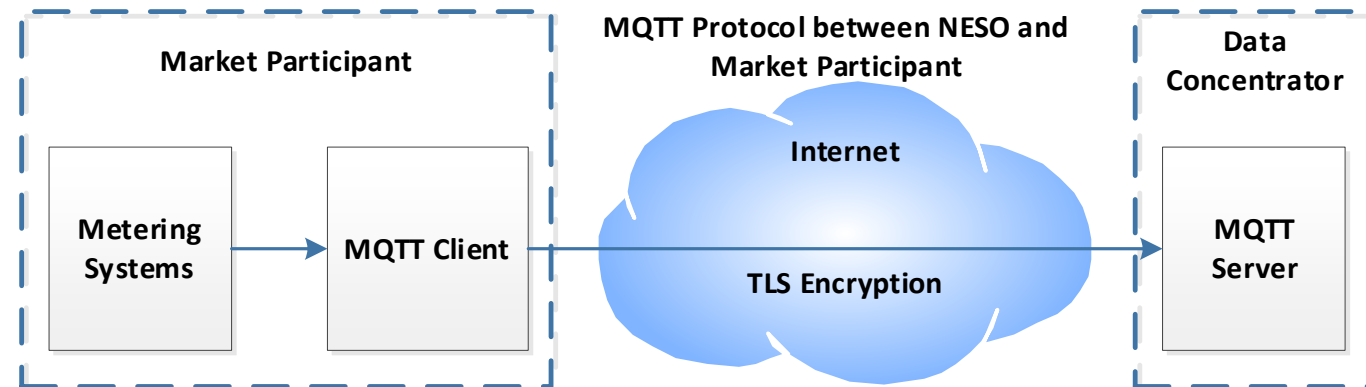 Market Participant
MQTT Protocol between NESO and
Market Participant
Data
Concentrator
Metering
Systems
MQTT Client
Internet
TLS Encryption
MQTT
Server